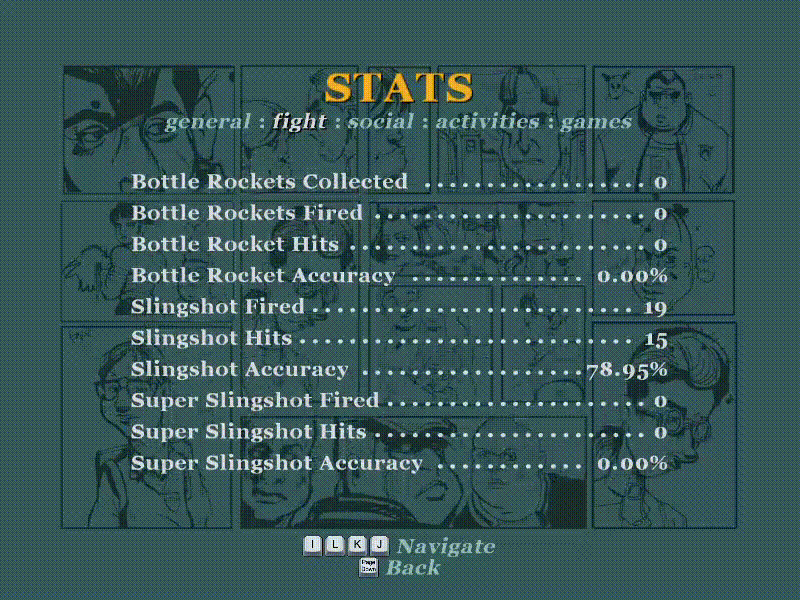 STATS
general : fight : social : activities : games
Bottle Rockets Collected .................. 0
Bottle Rockets Fired ...................... 0
Bottle Rocket Hits ........................ 0
Bottle Rocket Accuracy .............. 0.00%
Slingshot Fired .......................... 19
Slingshot Hits ........................... 15
Slingshot Accuracy ..................78.95%
Super Slingshot Fired ..................... 0
Super Slingshot Hits ...................... 0
Super Slingshot Accuracy ............ 0.00%
I L K J Navigate
Page Down Back